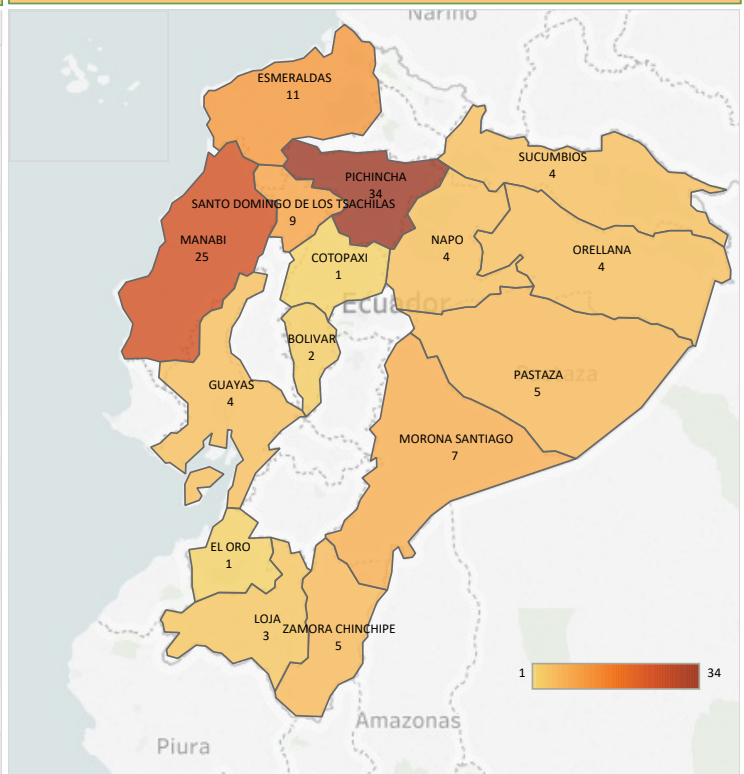 Nariño
ESMERALDAS
11
SUCUMBIOS
4
PICHINCHA
34
SANTO DOMINGO DE LOS TSACHILAS
9
MANABI
25
NAPO
4
ORELLANA
4
COTOPAXI
1
Ecuador
BOLIVAR
2
PASTAZA
5
GUAYAS
4
MORONA SANTIAGO
7
EL ORO
1
LOJA
3
ZAMORA CHINCHIPE
5
1
34
Amazonas
Piura